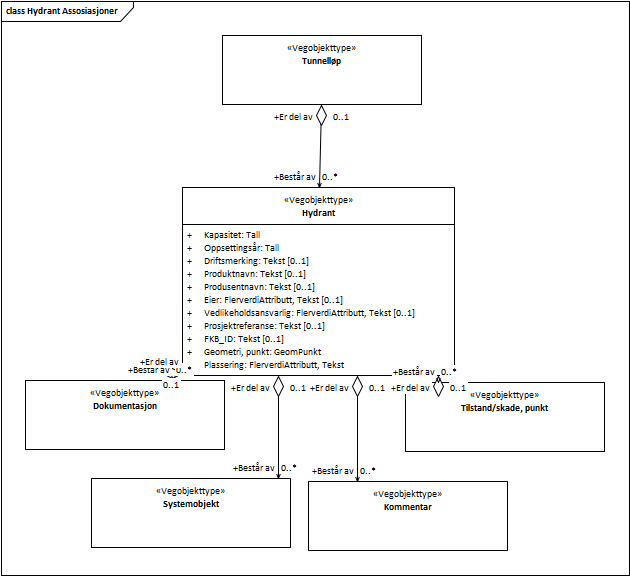 class Hydrant Assosiasjoner
«Vegobjekttype»
Tunnelløp
+Er del av 0..1
+Består av 0..*
«Vegobjekttype»
Hydrant
+ Kapasitet: Tall
+ Oppsettingsår: Tall
+ Driftsmerking: Tekst [0..1]
+ Produktnavn: Tekst [0..1]
+ Produsentnavn: Tekst [0..1]
+ Eier: FlerverdiAttributt, Tekst [0..1]
+ Vedlikeholdsansvarlig: FlerverdiAttributt, Tekst [0..1]
+ Prosjektreferanse: Tekst [0..1]
+ FKB_ID: Tekst [0..1]
+ Geometri, punkt: GeomPunkt
Plassering: FlerverdiAttributt, Tekst
+Er del av
+Består av 0..*
0..1
+Består av 0..*
+Er del av 0..1
+Er del av 0..1
+Er del av 0..1
«Vegobjekttype»
Dokumentasjon
«Vegobjekttype»
Tilstand/skade, punkt
+Består av 0..*
+Består av 0..*
«Vegobjekttype»
Systemobjekt
«Vegobjekttype»
Kommentar